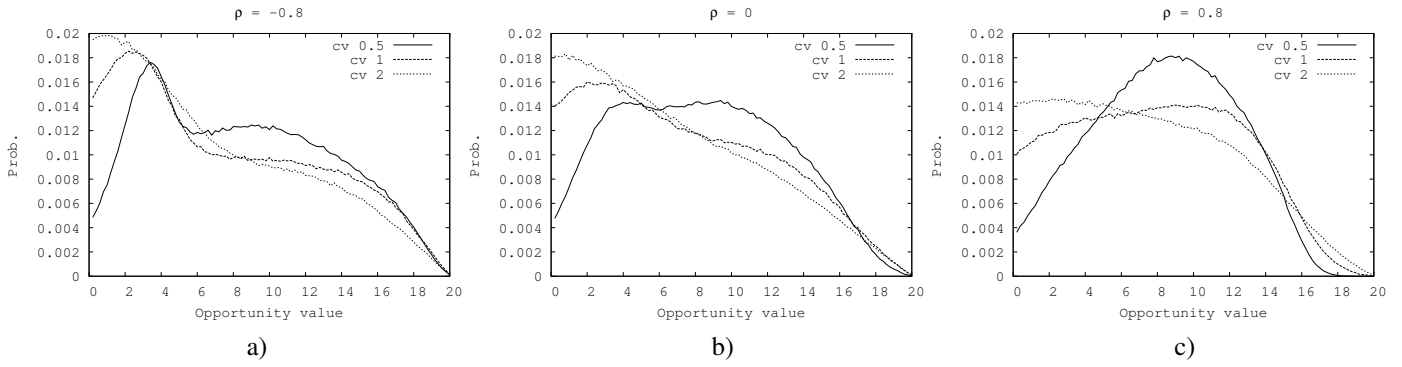 ρ = −0.8
0.02
0.018
0.016
0.014
0.012
0.01
0.008
0.006
0.004
0.002
0
Prob.
cv 0.5
cv 1
cv 2
0 2 4 6 8 10 12 14 16 18 20
Opportunity value
a)
ρ = 0
0.02
0.018
0.016
0.014
0.012
0.01
0.008
0.006
0.004
0.002
0
Prob.
cv 0.5
cv 1
cv 2
0 2 4 6 8 10 12 14 16 18 20
Opportunity value
b)
ρ = 0.8
0.02
0.018
0.016
0.014
0.012
0.01
0.008
0.006
0.004
0.002
0
Prob.
cv 0.5
cv 1
cv 2
0 2 4 6 8 10 12 14 16 18 20
Opportunity value
c)